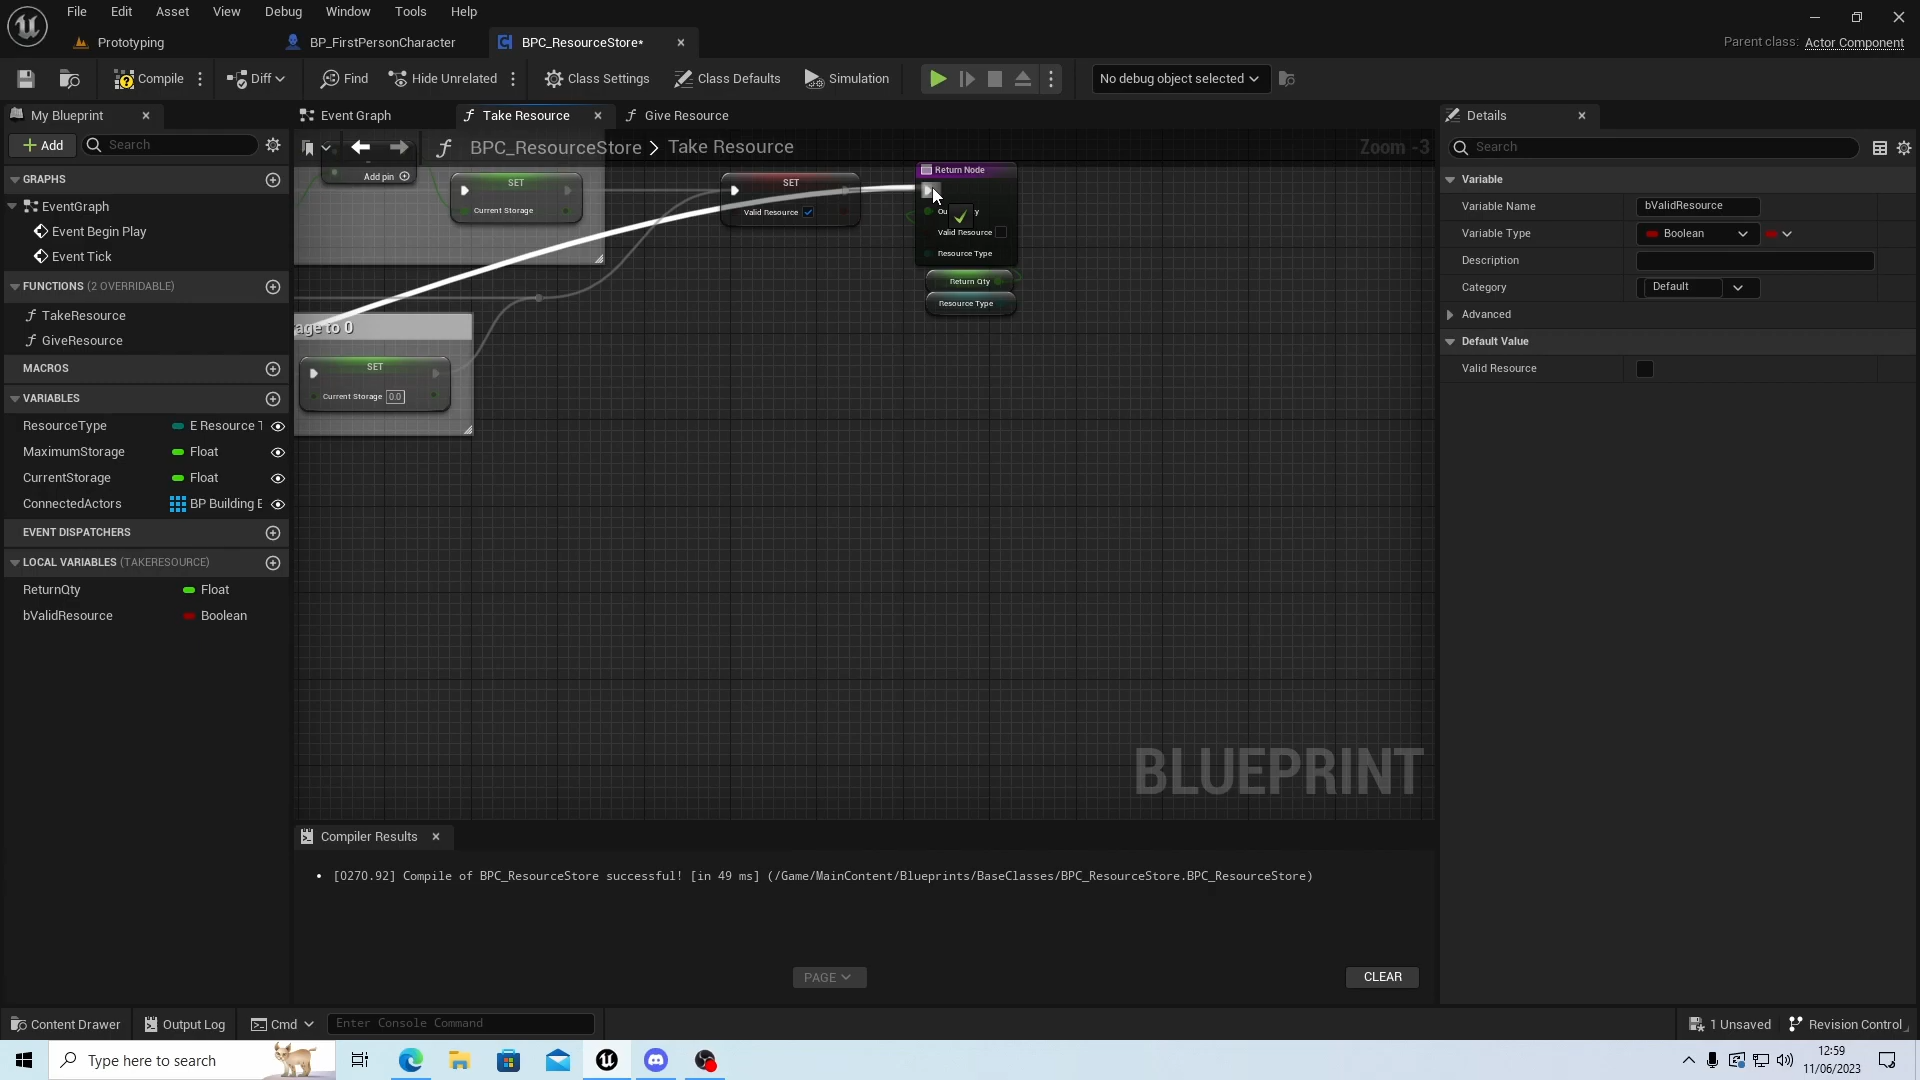 File Edit Asset View Debug Window Tools Help
Prototyping BP_FirstPersonCharacter BPC_ResourceStore*
Parent class: Actor Component
Compile Diff Find Hide Unrelated Class Settings Class Defaults Simulation No debug object selected
My Blueprint Event Graph Take Resource Give Resource Details
Add Search BPC_ResourceStore > Take Resource Zoom -3 Search
GRAPHS
EventGraph
Event Begin Play
Event Tick
FUNCTIONS (2 OVERRIDABLE)
TakeResource
GiveResource
MACROS
VARIABLES
ResourceType E Resource T
MaximumStorage Float
CurrentStorage Float
ConnectedActors BP Building B
EVENT DISPATCHERS
LOCAL VARIABLES (TAKERESOURCE)
ReturnQty Float
bValidResource Boolean
Add pin
SET
Current Storage
SET
Valid Resource
Return Node
Valid Resource
Resource Type
Return Qty
Resource Type
age to 0
SET
Current Storage 0.0
BLUEPRINT
Variable
Variable Name bValidResource
Variable Type Boolean
Description
Category Default
Advanced
Default Value
Valid Resource
Compiler Results
• [0270.92] Compile of BPC_ResourceStore successful! [in 49 ms] (/Game/MainContent/Blueprints/BaseClasses/BPC_ResourceStore.BPC_ResourceStore)
PAGE CLEAR
Content Drawer Output Log Cmd Enter Console Command 1 Unsaved Revision Control
Type here to search
12:59
11/06/2023